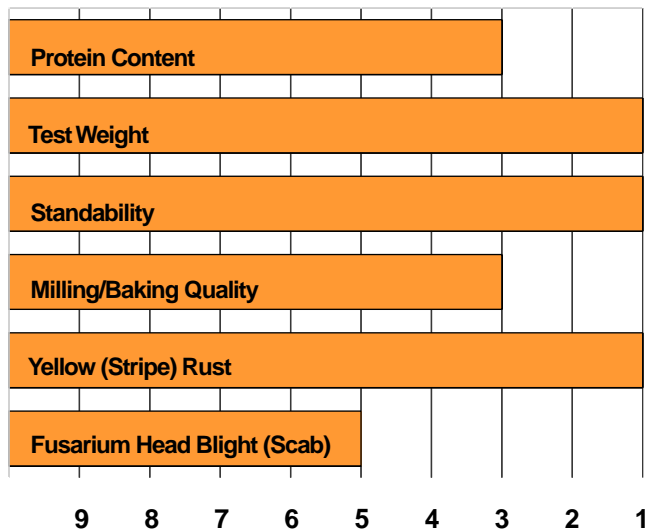 Protein Content
Test Weight
Standability
Milling/Baking Quality
Yellow (Stripe) Rust
Fusarium Head Blight (Scab)
9 8 7 6 5 4 3 2 1